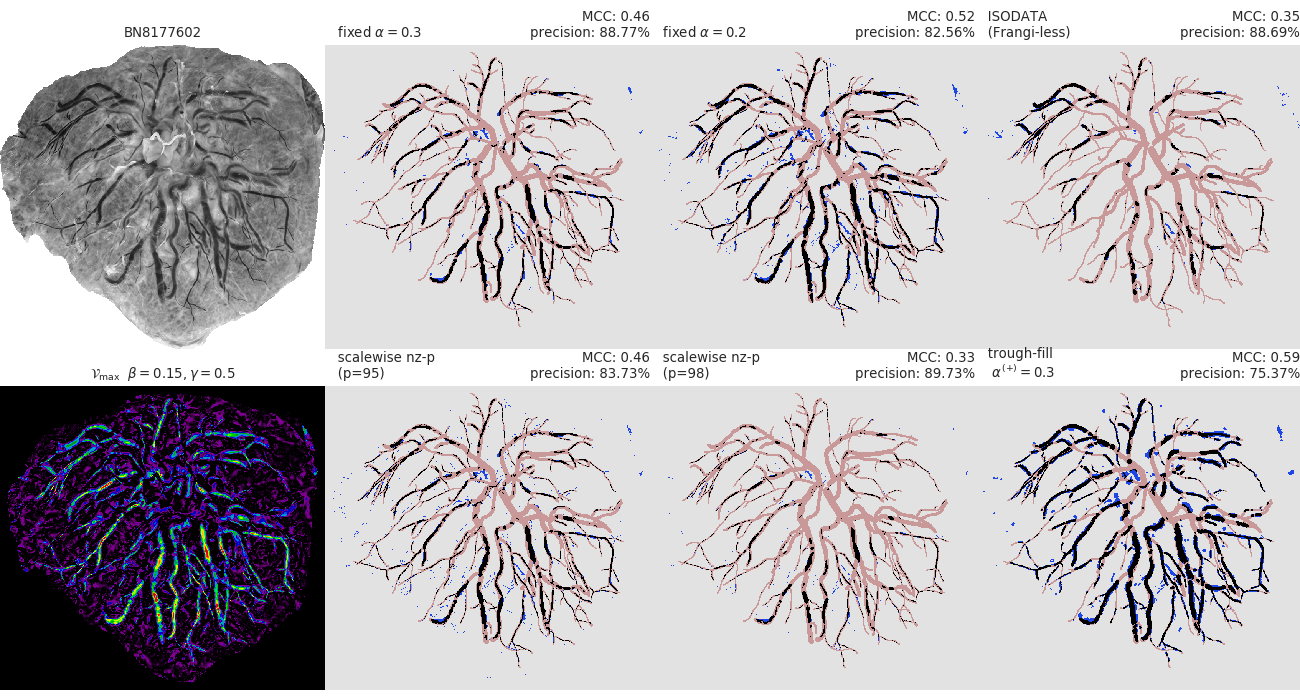 BN8177602
fixed α = 0.3
MCC: 0.46
precision: 88.77%
fixed α = 0.2
MCC: 0.52
precision: 82.56%
ISODATA
(Frangi-less)
MCC: 0.35
precision: 88.69%
𝒱max β = 0.15, γ = 0.5
scalewise nz-p
(p=95)
MCC: 0.46
precision: 83.73%
scalewise nz-p
(p=98)
MCC: 0.33
precision: 89.73%
trough-fill
α(+) = 0.3
MCC: 0.59
precision: 75.37%